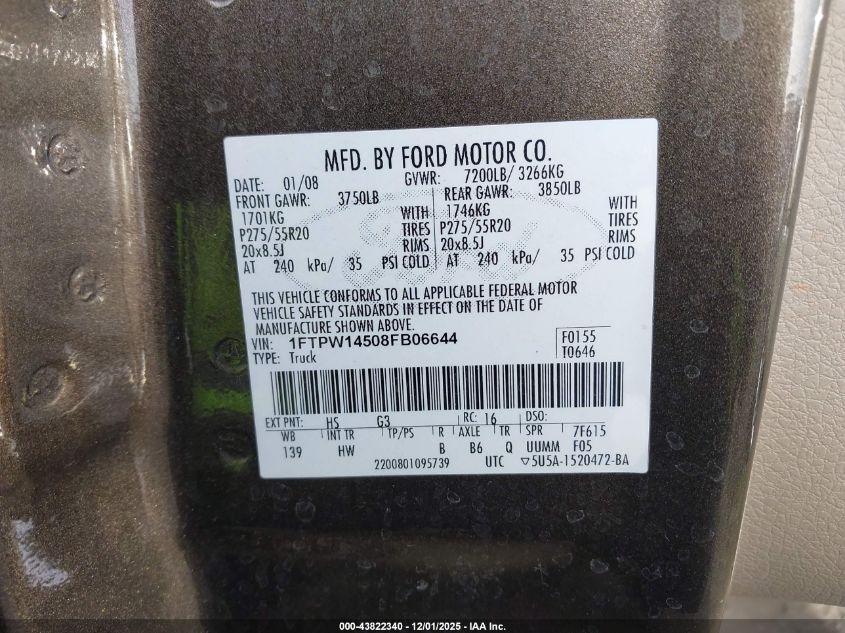 MFD. BY FORD MOTOR CO.
DATE: 01/08 GVWR: 7200LB/ 3266KG
FRONT GAWR: 3750LB REAR GAWR: 3850LB
1701KG WITH 1746KG WITH
P275/55R20 TIRES P275/55R20 TIRES
20x8.5J RIMS 20x8.5J RIMS
AT 240 kPa/ 35 PSI COLD AT 240 kPa/ 35 PSI COLD
THIS VEHICLE CONFORMS TO ALL APPLICABLE FEDERAL MOTOR
VEHICLE SAFETY STANDARDS IN EFFECT ON THE DATE OF
MANUFACTURE SHOWN ABOVE.
VIN: 1FTPW14508FB06644 F0155
TYPE: Truck T0646
EXT PNT: HS G3 RC: 16 DSO:
WB INT TR TP/PS R AXLE TR SPR 7F615
139 HW B B6 Q UUMM F05
2200801095739 UTC ▽5U5A-1520472-BA
000-43822340 - 12/01/2025 - IAA Inc.